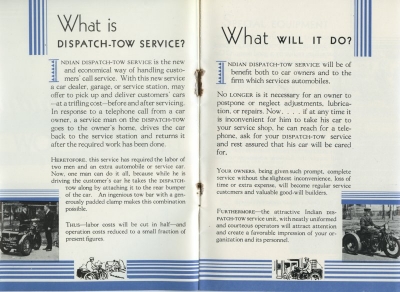 What is
DISPATCH-TOW SERVICE?
INDIAN DISPATCH-TOW SERVICE is the new
and economical way of handling custo-
mers' call service. With this new service
a car dealer, garage, or service station, may
offer to pick up and deliver customers' cars
—at a trifling cost—before and after servicing.
In response to a telephone call from a car
owner, a service man on the DISPATCH-TOW
goes to the owner's home, drives the car
back to the service station and returns it
after the required work has been done.
HERETOFORE, this service has required the labor of
two men and an extra automobile or service car.
Now, one man can do it all, because while he is
driving the customer's car he takes the DISPATCH-
TOW along by attaching it to the rear bumper
of the car. An ingenious tow bar with a gen-
erously padded clamp makes this combination
possible.
THUS—labor costs will be cut in half—and
operation costs reduced to a small fraction of
present figures.
What WILL IT DO?
INDIAN DISPATCH-TOW SERVICE will be of
benefit both to car owners and to the
firm which services automobiles.
NO LONGER is it necessary for an owner to
postpone or neglect adjustments, lubrica-
tion, or repairs. Now. . . . if at any time it
is inconvenient for him to take his car to
your service shop, he can reach for a tele-
phone, ask for your DISPATCH-TOW service
and rest assured that his car will be cared
for.
YOUR OWNERS, being given such prompt, complete
service without the slightest inconvenience, loss of
time or extra expense, will become regular service
customers and valuable good-will builders.
FURTHERMORE—the attractive Indian DIS-
PATCH-TOW service unit, with neatly uniformed
and courteous operators will attract attention
and create a favorable impression of your or-
ganization and its personnel.